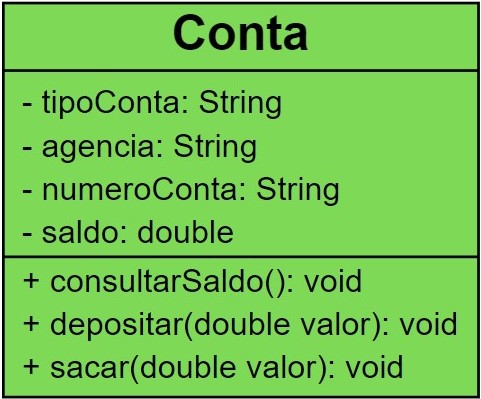 Conta
- tipoConta: String
- agencia: String
- numeroConta: String
- saldo: double
+ consultarSaldo(): void
+ depositar(double valor): void
+ sacar(double valor): void